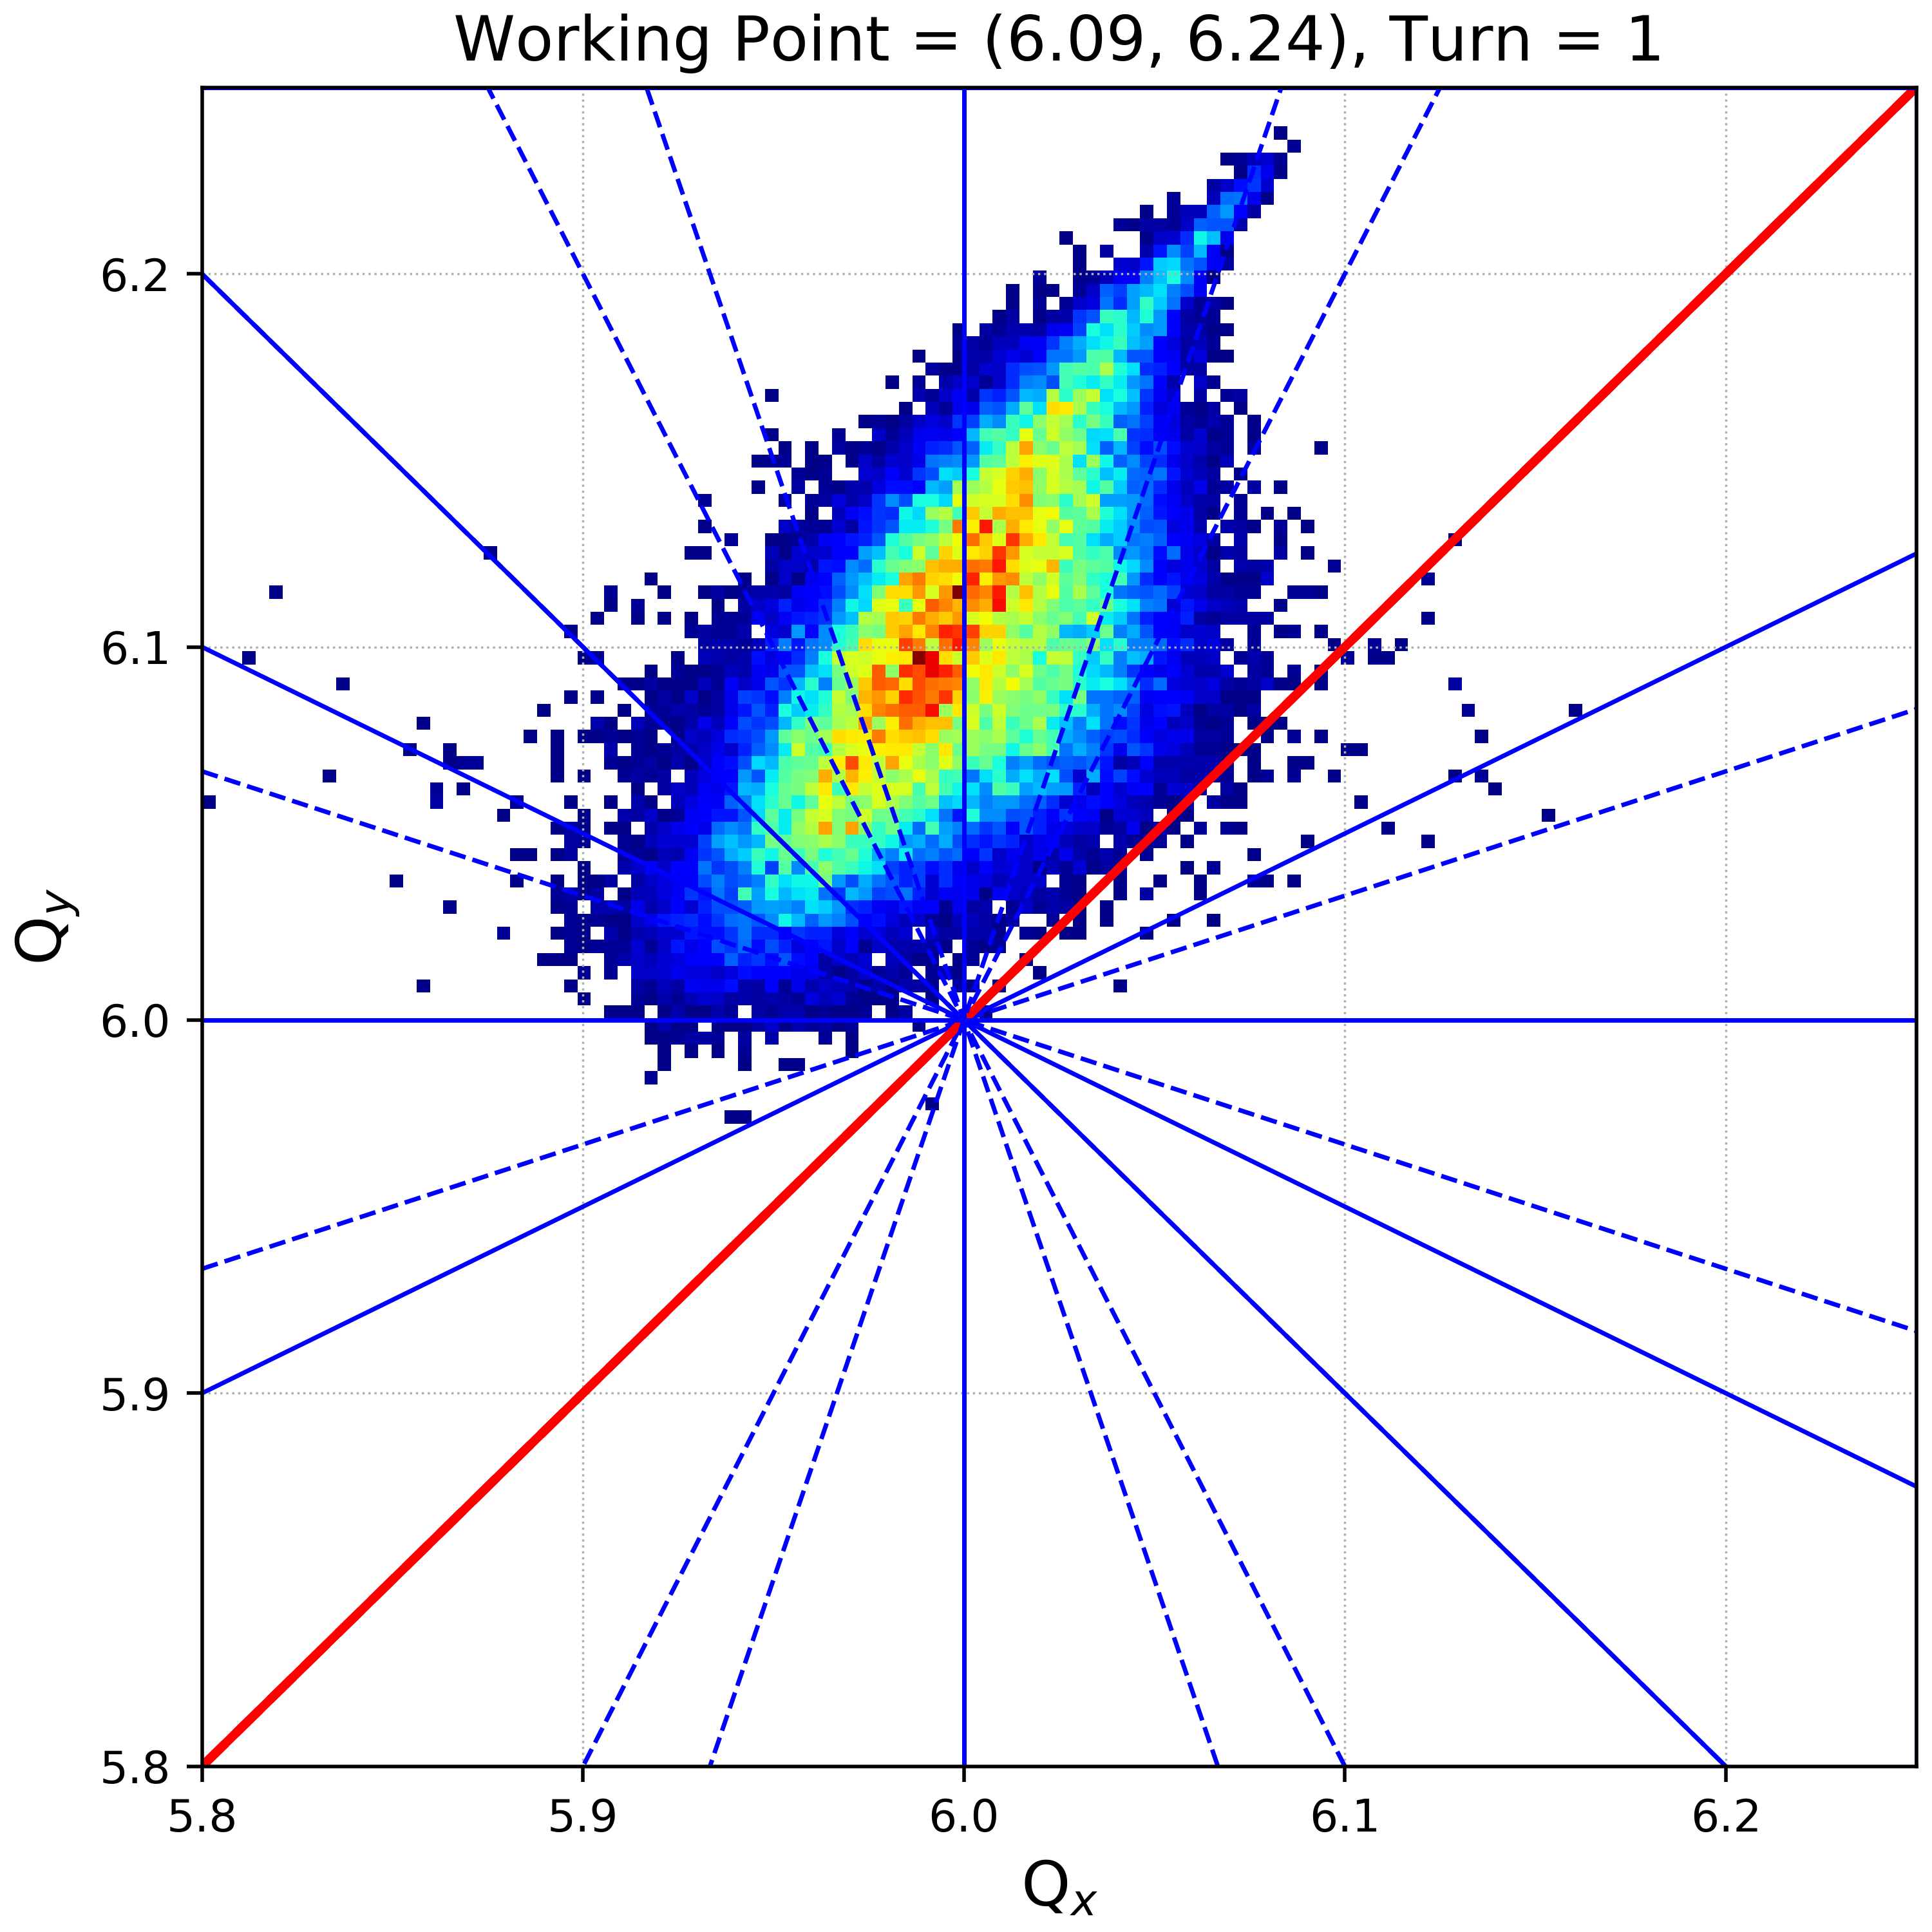 Working Point = (6.09, 6.24), Turn = 1
6.2
6.1
6.0
5.9
5.8
Qy
5.8 5.9 6.0 6.1 6.2
Qx